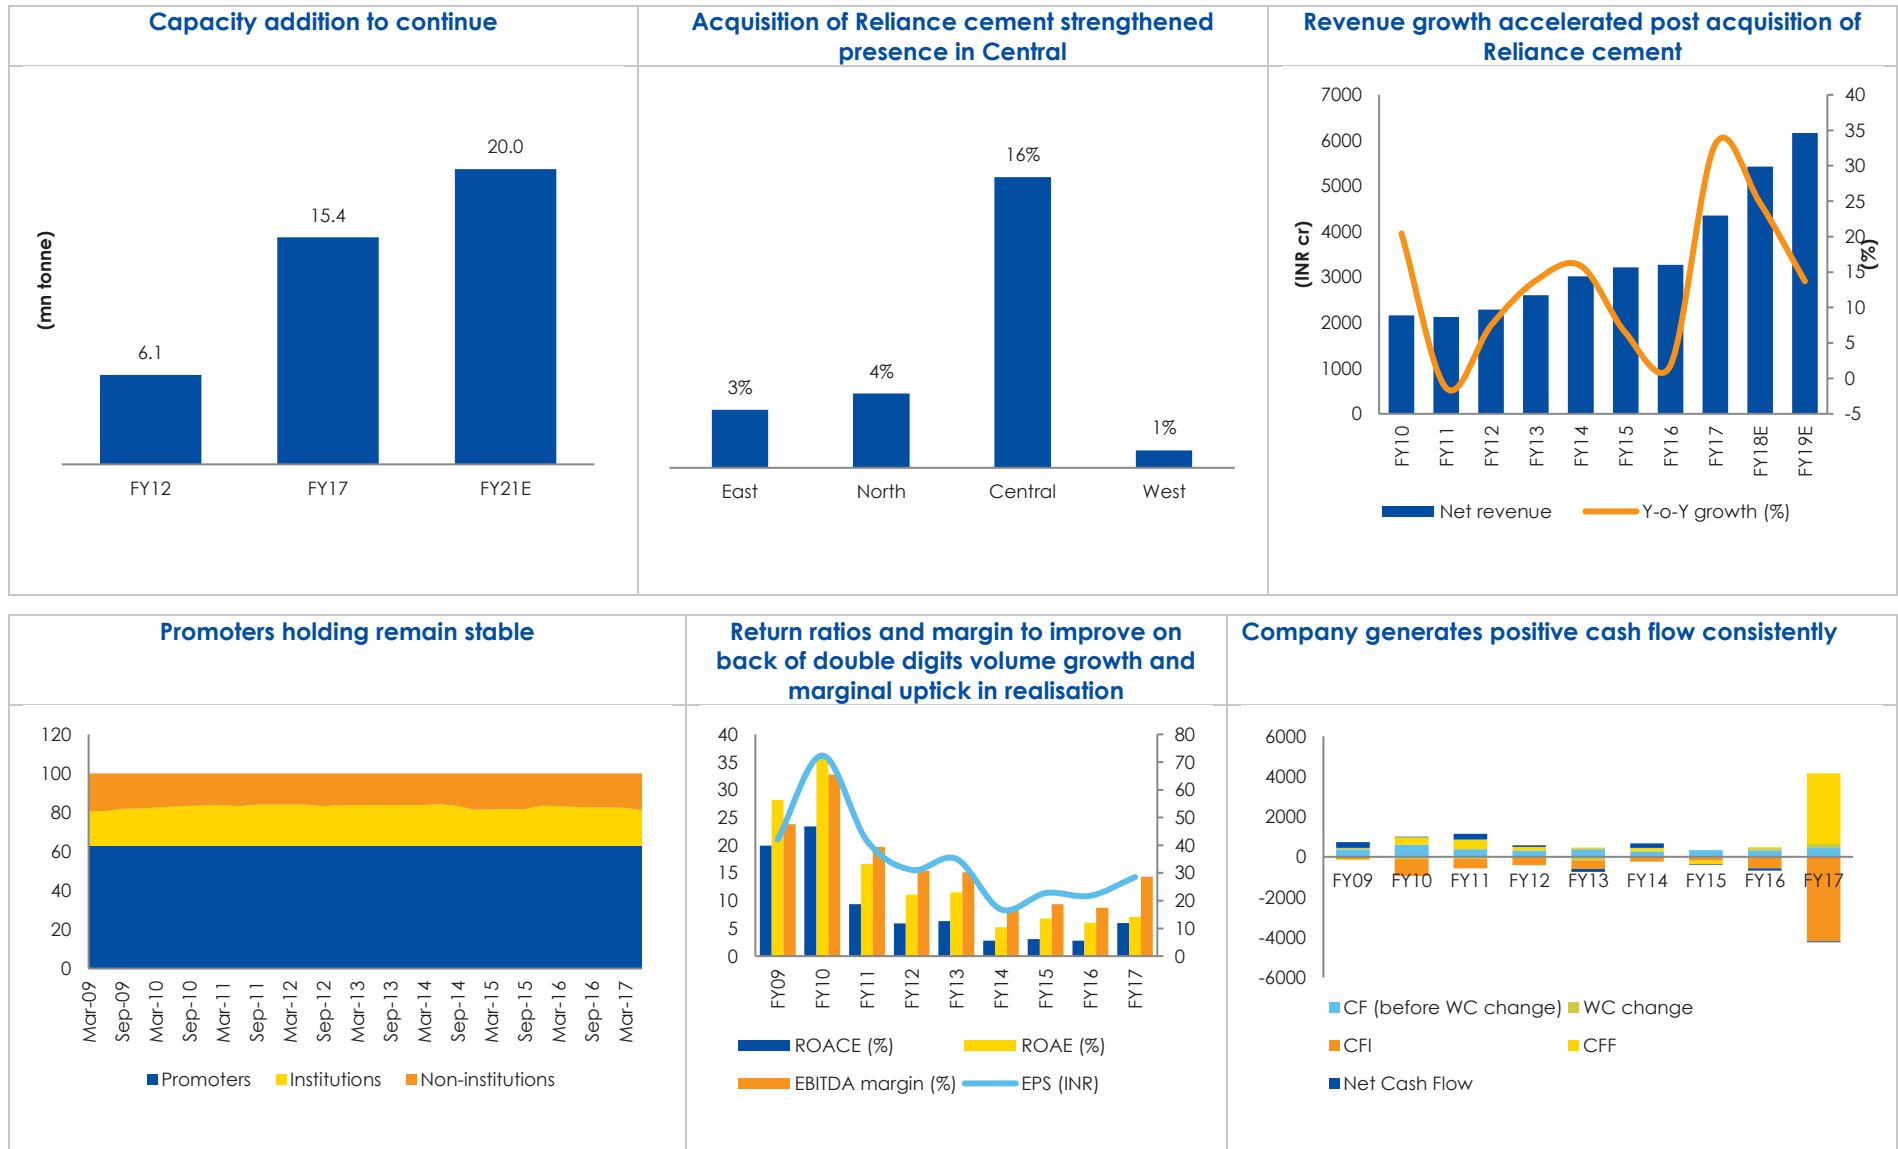 Capacity addition to continue
(mn tonne)
6.1
15.4
20.0
FY12 FY17 FY21E
Acquisition of Reliance cement strengthened
presence in Central
3%
4%
16%
1%
East North Central West
Revenue growth accelerated post acquisition of
Reliance cement
(INR cr)
7000
6000
5000
4000
3000
2000
1000
0
40
35
30
25
20
15
10
5
0
-5
(%)
FY10 FY11 FY12 FY13 FY14 FY15 FY16 FY17 FY18E FY19E
Net revenue Y-o-Y growth (%)
Promoters holding remain stable
120
100
80
60
40
20
0
Mar-09 Sep-09 Mar-10 Sep-10 Mar-11 Sep-11 Mar-12 Sep-12 Mar-13 Sep-13 Mar-14 Sep-14 Mar-15 Sep-15 Mar-16 Sep-16 Mar-17
Promoters Institutions Non-institutions
Return ratios and margin to improve on
back of double digits volume growth and
marginal uptick in realisation
40
35
30
25
20
15
10
5
0
80
70
60
50
40
30
20
10
0
FY09 FY10 FY11 FY12 FY13 FY14 FY15 FY16 FY17
ROACE (%) ROAE (%)
EBITDA margin (%) EPS (INR)
Company generates positive cash flow consistently
6000
4000
2000
0
-2000
-4000
-6000
FY09 FY10 FY11 FY12 FY13 FY14 FY15 FY16 FY17
CF (before WC change) WC change
CFI CFF
Net Cash Flow